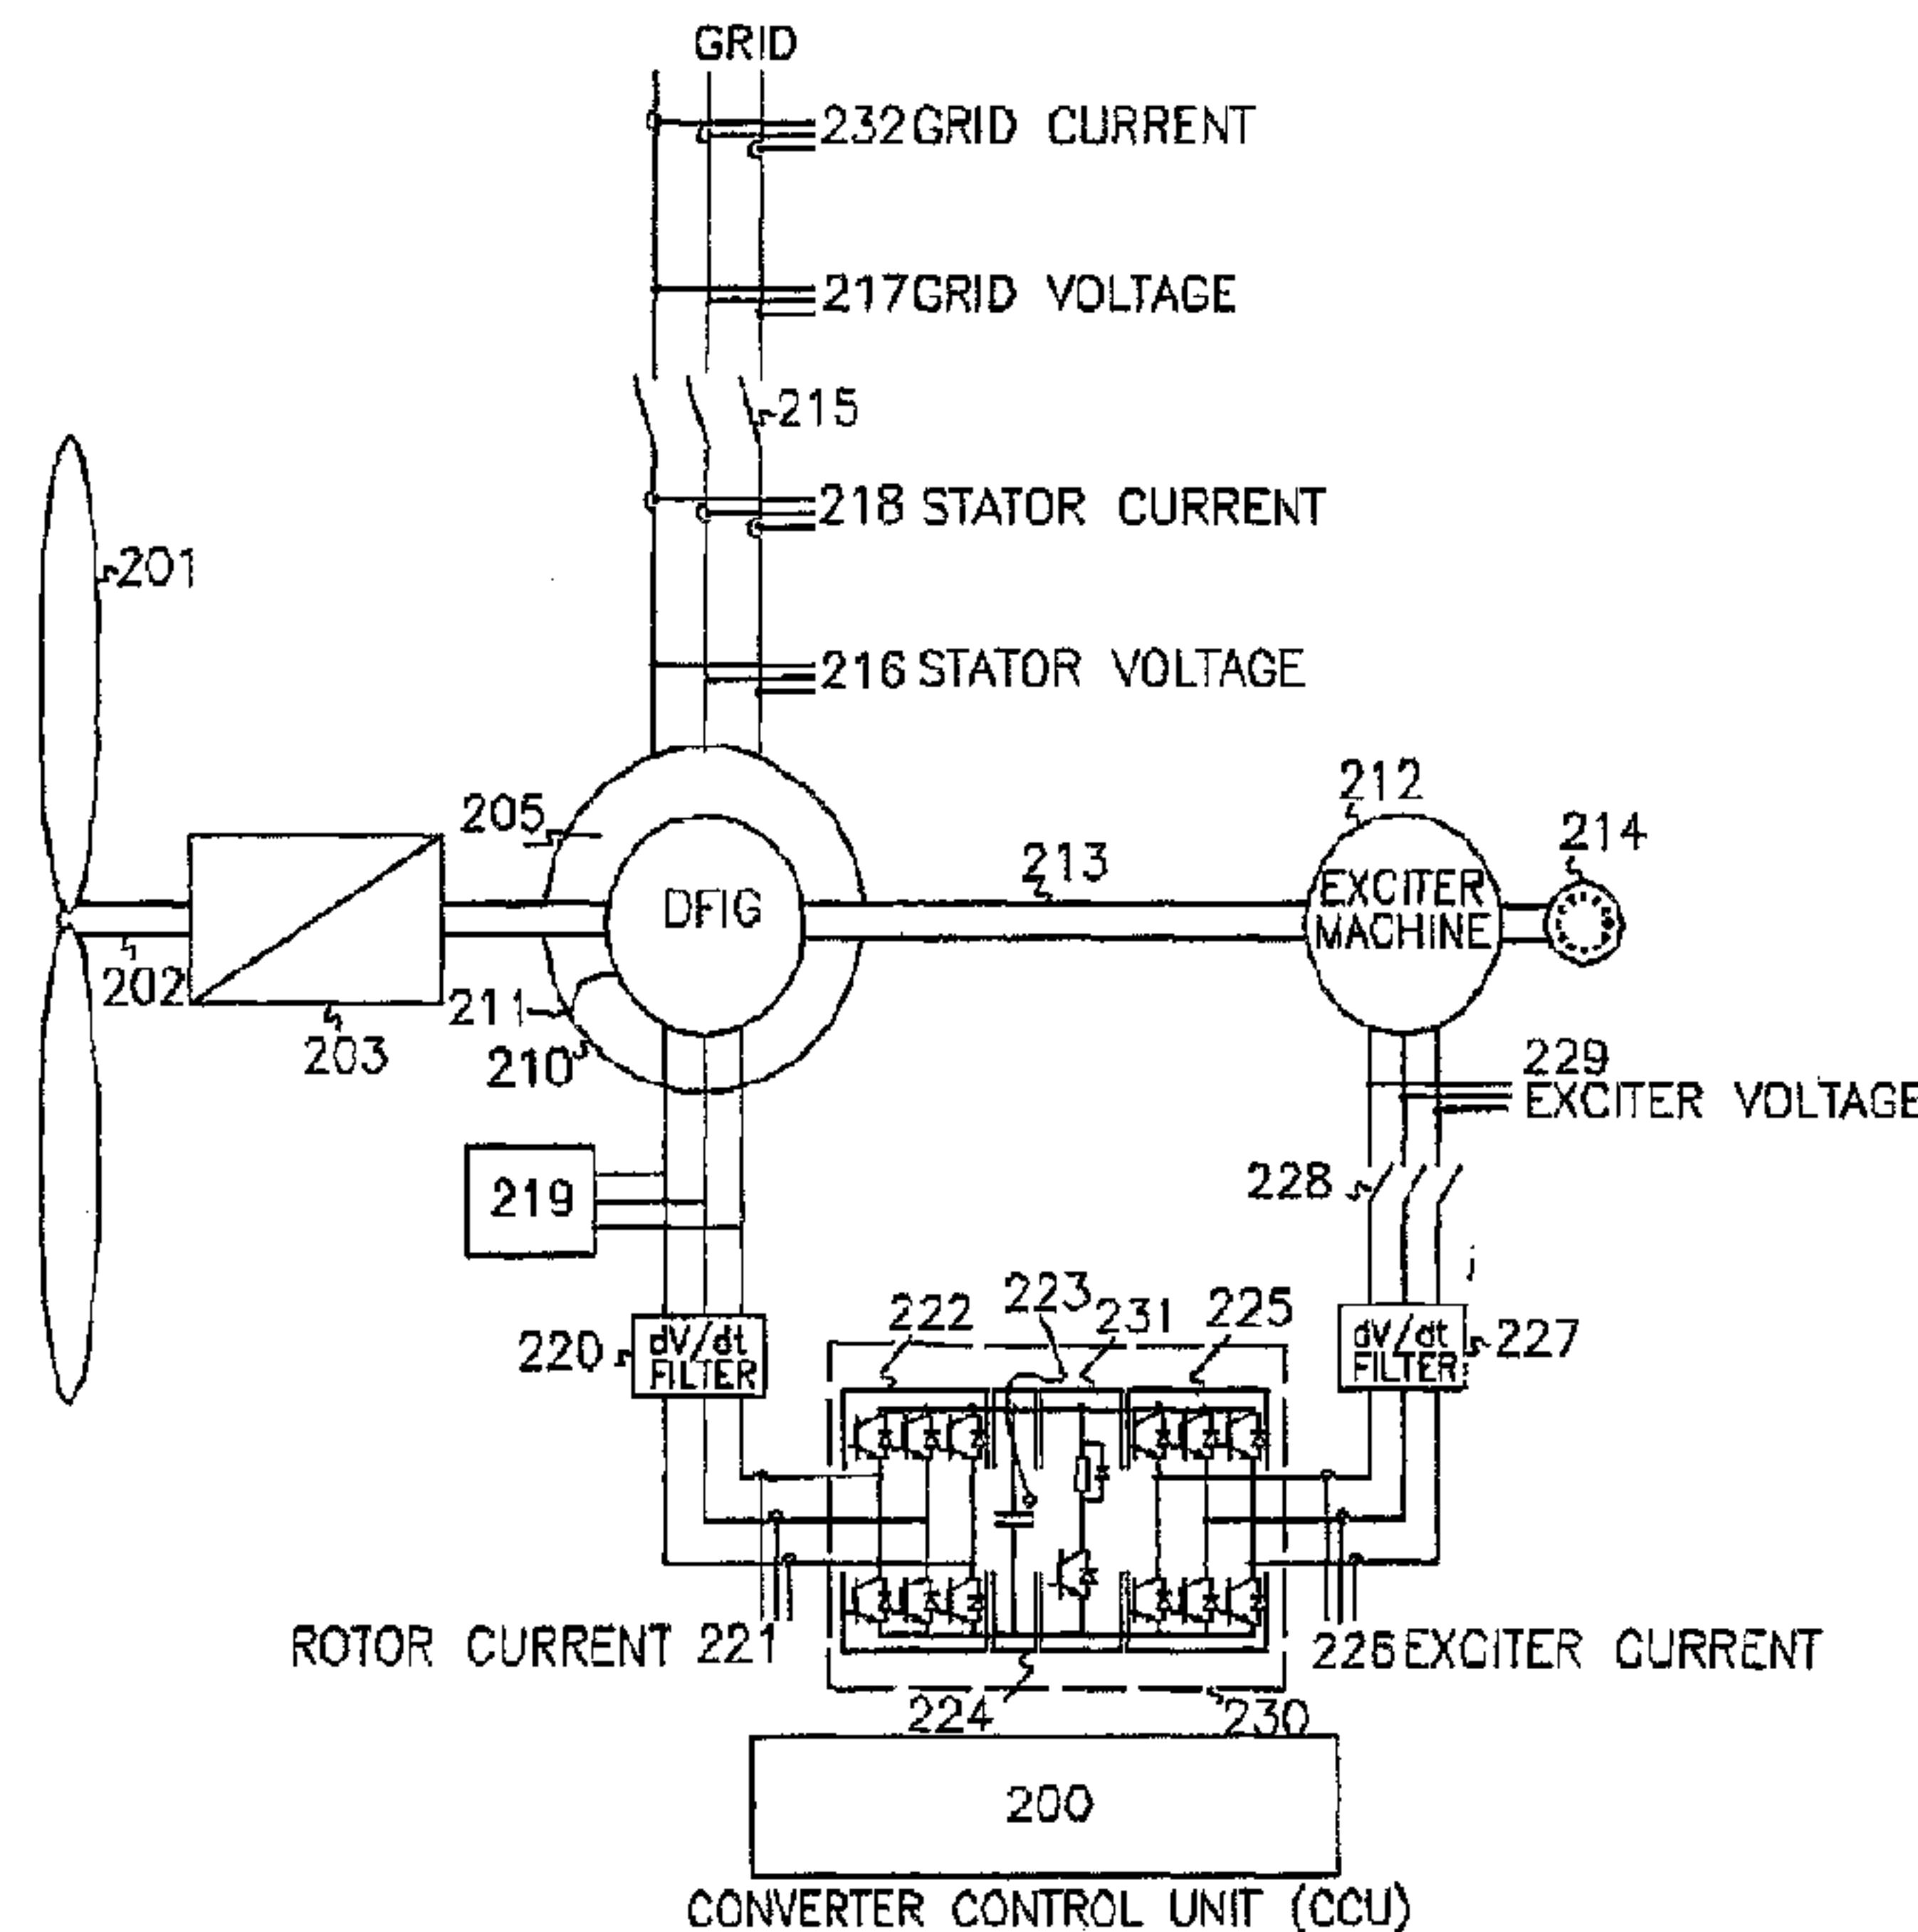 GRID
232 GRID CURRENT
217 GRID VOLTAGE
215
218 STATOR CURRENT
201
216 STATOR VOLTAGE
212
205
214
213
DFIG
EXCITER
MACHINE
202
211
203
210
229
EXCITER VOLTAGE
228
219
223
222
231
225
220
dV/dt
FILTER
dV/dt
FILTER
227
ROTOR CURRENT 221
226 EXCITER CURRENT
224
230
200
CONVERTER CONTROL UNIT (CCU)